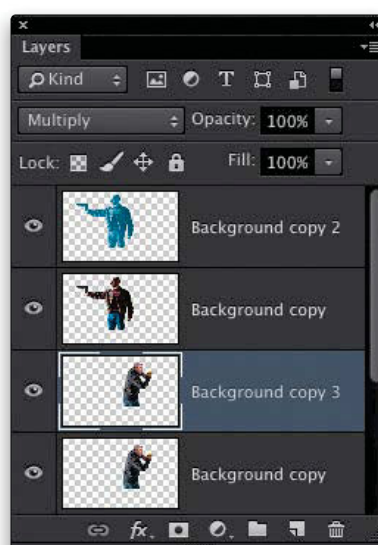 Layers
Kind
Multiply Opacity: 100%
Lock: Fill: 100%
Background copy 2
Background copy
Background copy 3
Background copy